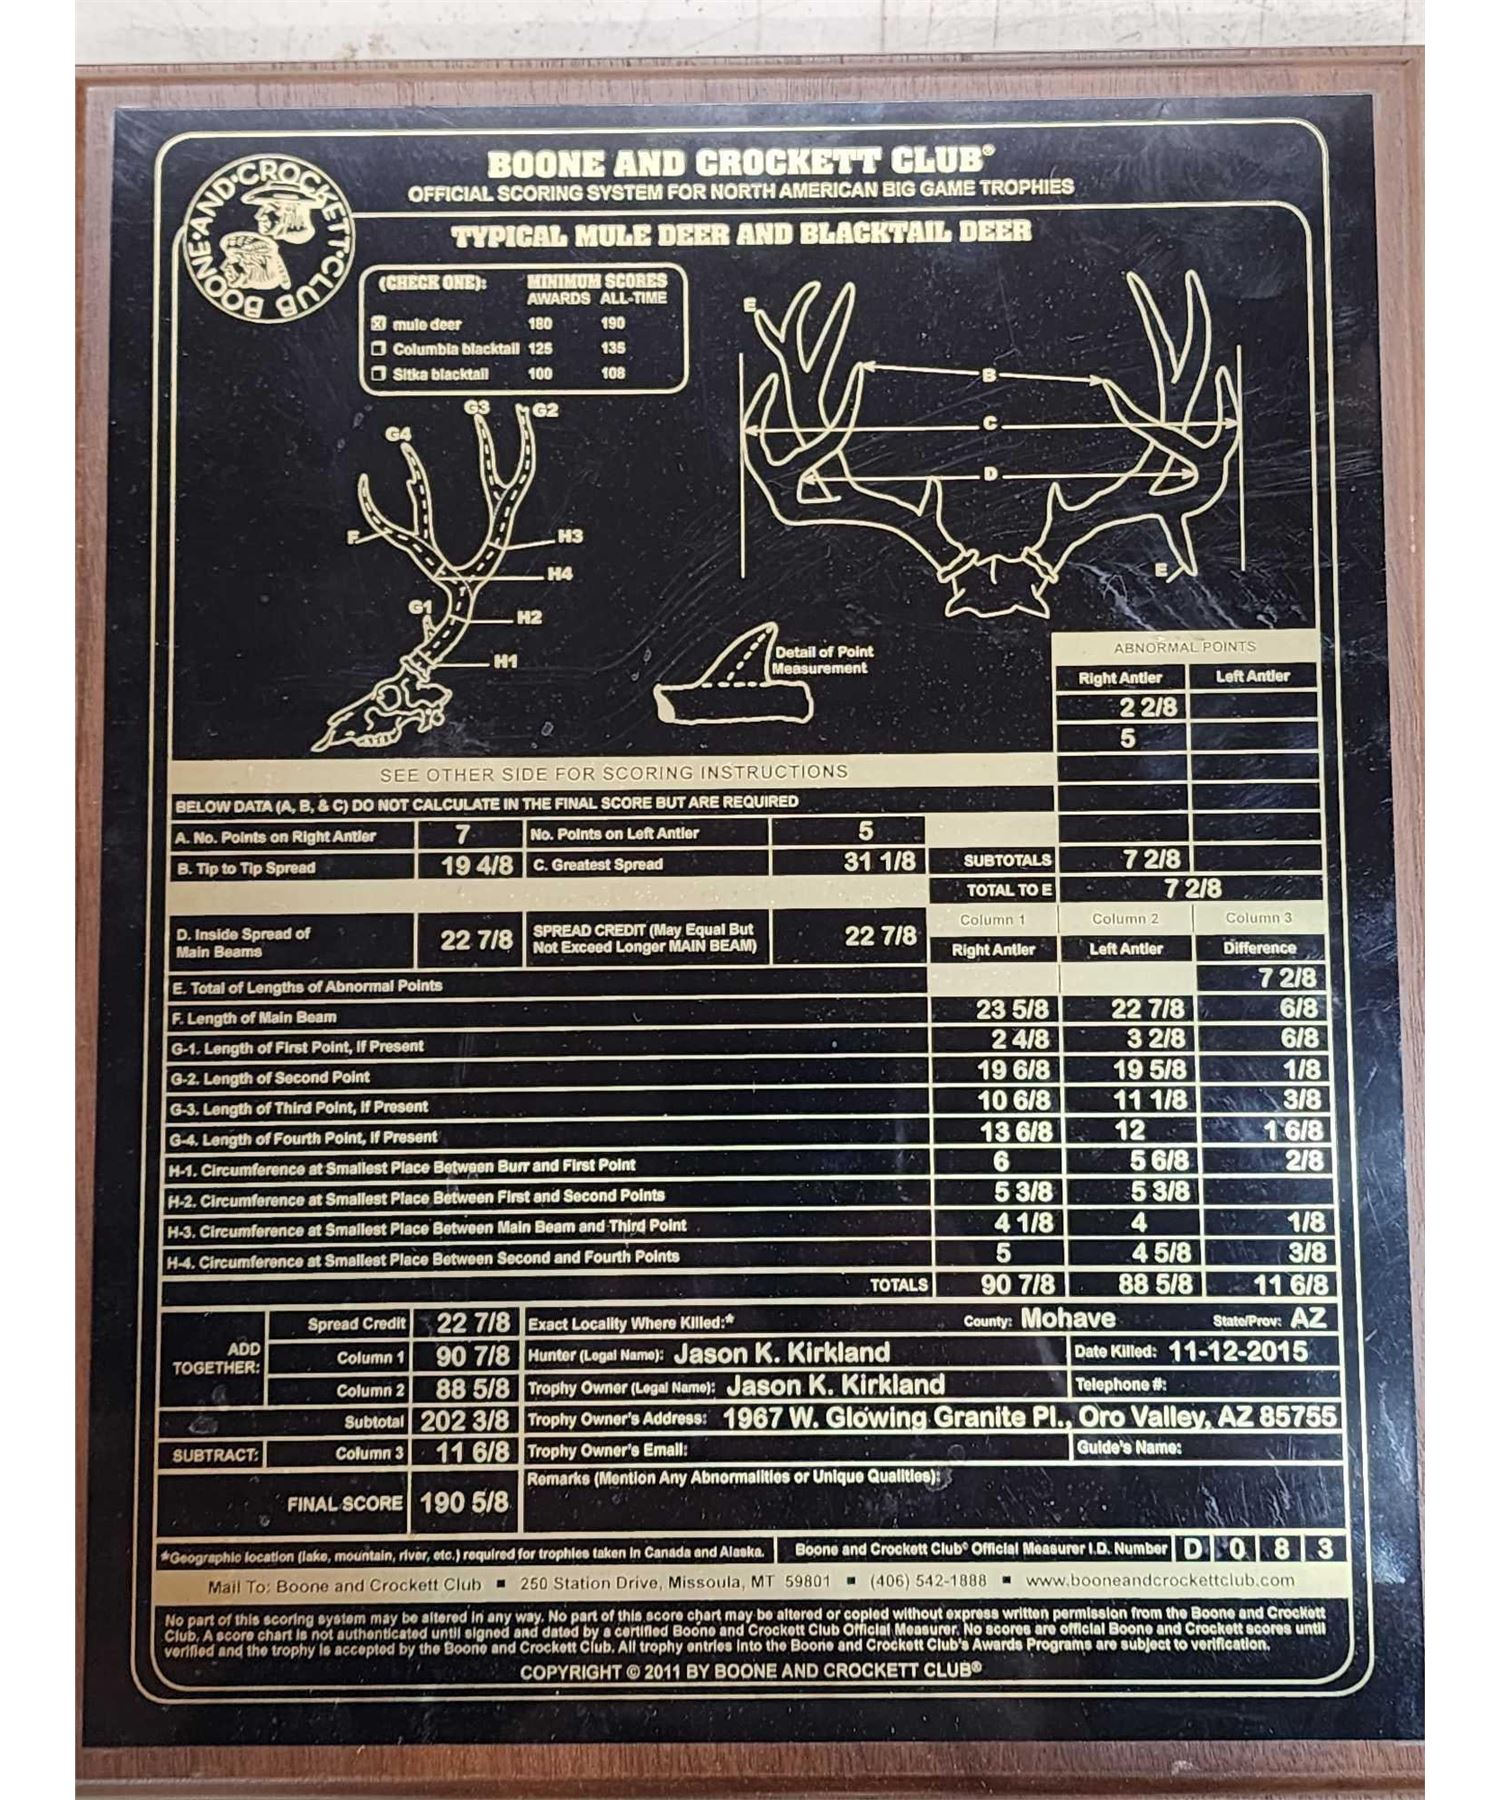 BOONE AND CROCKETT CLUB®
OFFICIAL SCORING SYSTEM FOR NORTH AMERICAN BIG GAME TROPHIES
BOONE·AND·CROCKETT·CLUB
TYPICAL MULE DEER AND BLACKTAIL DEER
(CHECK ONE): MINIMUM SCORES
AWARDS ALL-TIME
☒ mule deer 180 190
☐ Columbia blacktail 125 135
☐ Sitka blacktail 100 108
E
B
C
D
E
G3 G2
G4
F
H3
H4
G1
H2
H1
Detail of Point
Measurement
ABNORMAL POINTS
Right Antler Left Antler
2 2/8
5
SEE OTHER SIDE FOR SCORING INSTRUCTIONS
BELOW DATA (A, B, & C) DO NOT CALCULATE IN THE FINAL SCORE BUT ARE REQUIRED
A. No. Points on Right Antler 7 No. Points on Left Antler 5
B. Tip to Tip Spread 19 4/8 C. Greatest Spread 31 1/8 SUBTOTALS 7 2/8
TOTAL TO E 7 2/8
Column 1 Column 2 Column 3
D. Inside Spread of
Main Beams 22 7/8 SPREAD CREDIT (May Equal But
Not Exceed Longer MAIN BEAM) 22 7/8 Right Antler Left Antler Difference
E. Total of Lengths of Abnormal Points 7 2/8
F. Length of Main Beam 23 5/8 22 7/8 6/8
G-1. Length of First Point, If Present 2 4/8 3 2/8 6/8
G-2. Length of Second Point 19 6/8 19 5/8 1/8
G-3. Length of Third Point, If Present 10 6/8 11 1/8 3/8
G-4. Length of Fourth Point, If Present 13 6/8 12 1 6/8
H-1. Circumference at Smallest Place Between Burr and First Point 6 5 6/8 2/8
H-2. Circumference at Smallest Place Between First and Second Points 5 3/8 5 3/8
H-3. Circumference at Smallest Place Between Main Beam and Third Point 4 1/8 4 1/8
H-4. Circumference at Smallest Place Between Second and Fourth Points 5 4 5/8 3/8
TOTALS 90 7/8 88 5/8 11 6/8
ADD
TOGETHER:
Spread Credit 22 7/8 Exact Locality Where Killed:* County: Mohave State/Prov: AZ
Column 1 90 7/8 Hunter (Legal Name): Jason K. Kirkland Date Killed: 11-12-2015
Column 2 88 5/8 Trophy Owner (Legal Name): Jason K. Kirkland Telephone #:
Subtotal 202 3/8 Trophy Owner's Address: 1967 W. Glowing Granite Pl., Oro Valley, AZ 85755
SUBTRACT: Column 3 11 6/8 Trophy Owner's Email: Guide's Name:
Remarks (Mention Any Abnormalities or Unique Qualities):
FINAL SCORE 190 5/8
*Geographic location (lake, mountain, river, etc.) required for trophies taken in Canada and Alaska. Boone and Crockett Club® Official Measurer I.D. Number D 0 8 3
Mail To: Boone and Crockett Club ■ 250 Station Drive, Missoula, MT 59801 ■ (406) 542-1888 ■ www.booneandcrockettclub.com
No part of this scoring system may be altered in any way. No part of this score chart may be altered or copied without express written permission from the Boone and Crockett
Club. A score chart is not authenticated until signed and dated by a certified Boone and Crockett Club Official Measurer. No scores are official Boone and Crockett scores until
verified and the trophy is accepted by the Boone and Crockett Club. All trophy entries into the Boone and Crockett Club's Awards Programs are subject to verification.
COPYRIGHT © 2011 BY BOONE AND CROCKETT CLUB®